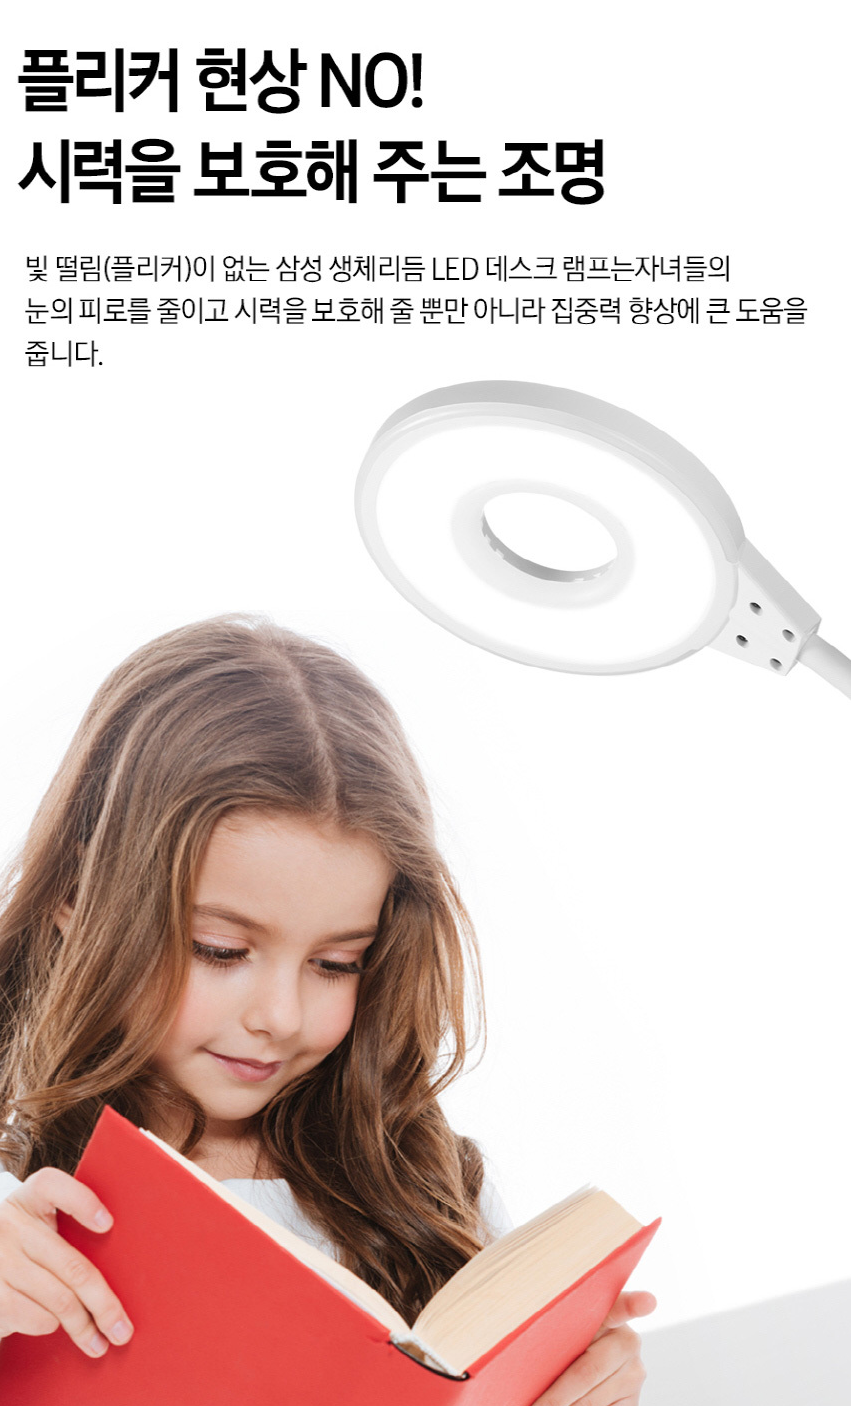 플리커 현상 NO!
시력을 보호해 주는 조명
빛 떨림(플리커)이 없는 삼성 생체리듬 LED 데스크 램프는자녀들의
눈의 피로를 줄이고 시력을 보호해 줄 뿐만 아니라 집중력 향상에 큰 도움을
줍니다.